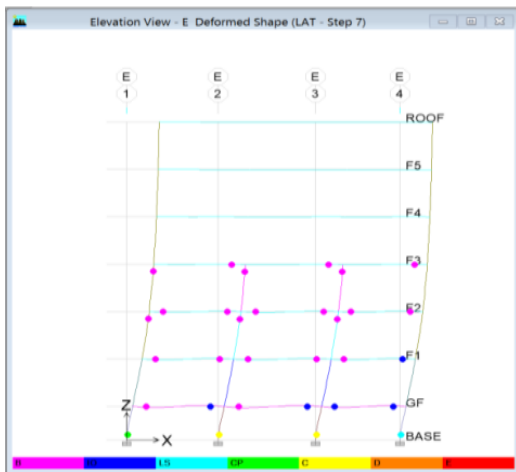 Elevation View - E Deformed Shape (LAT - Step 7)
E E E E
1 2 3 4
ROOF
F5
F4
F3
F2
F1
GF
Z
X
BASE
B IO LS CP C D E